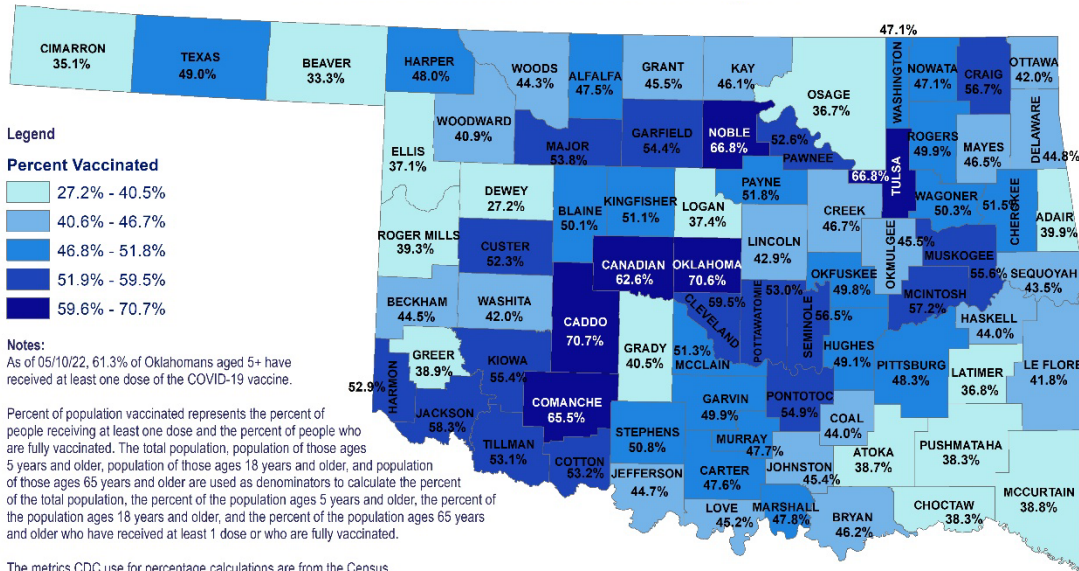 47.1%
CIMARRON
35.1%
TEXAS
49.0%
BEAVER
33.3%
HARPER
48.0%
WOODS
44.3%
ALFALFA
47.5%
GRANT
45.5%
KAY
46.1%
OSAGE
36.7%
WASHINGTON
NOWATA
47.1%
CRAIG
56.7%
OTTAWA
42.0%
WOODWARD
40.9%
MAJOR
53.8%
GARFIELD
54.4%
NOBLE
66.8%
52.6%
PAWNEE
66.8%
TULSA
ROGERS
49.9%
MAYES
46.5%
DELAWARE
44.8%
Legend
Percent Vaccinated
27.2% - 40.5%
40.6% - 46.7%
46.8% - 51.8%
51.9% - 59.5%
59.6% - 70.7%
ELLIS
37.1%
DEWEY
27.2%
BLAINE
50.1%
KINGFISHER
51.1%
LOGAN
37.4%
PAYNE
51.8%
CREEK
46.7%
WAGONER
50.3%
51.5%
CHEROKEE
ADAIR
39.9%
ROGER MILLS
39.3%
CUSTER
52.3%
CANADIAN
62.6%
OKLAHOMA
70.6%
LINCOLN
42.9%
OKMULGEE
45.5%
MUSKOGEE
55.6%
SEQUOYAH
43.5%
BECKHAM
44.5%
WASHITA
42.0%
CADDO
70.7%
GRADY
40.5%
59.5%
CLEVELAND
POTTAWATOMIE
53.0%
SEMINOLE
56.5%
OKFUSKEE
49.8%
MCINTOSH
57.2%
HASKELL
44.0%
LE FLORE
41.8%
Notes:
As of 05/10/22, 61.3% of Oklahomans aged 5+ have
received at least one dose of the COVID-19 vaccine.
GREER
38.9%
KIOWA
55.4%
51.3%
MCCLAIN
HUGHES
49.1%
PITTSBURG
48.3%
LATIMER
36.8%
52.9%
HARMON
JACKSON
58.3%
COMANCHE
65.5%
GARVIN
49.9%
PONTOTOC
54.9%
COAL
44.0%
PUSHMATAHA
38.3%
TILLMAN
53.1%
COTTON
53.2%
STEPHENS
50.8%
MURRAY
47.7%
JOHNSTON
45.4%
ATOKA
38.7%
MCCURTAIN
38.8%
JEFFERSON
44.7%
CARTER
47.6%
LOVE
45.2%
MARSHALL
47.8%
BRYAN
46.2%
CHOCTAW
38.3%
Percent of population vaccinated represents the percent of
people receiving at least one dose and the percent of people who
are fully vaccinated. The total population, population of those ages
5 years and older, population of those ages 18 years and older, and population
of those ages 65 years and older are used as denominators to calculate the percent
of the total population, the percent of the population ages 5 years and older, the percent of
the population ages 18 years and older, and the percent of the population ages 65 years
and older who have received at least 1 dose or who are fully vaccinated.
The metrics CDC use for percentage calculations are from the Census